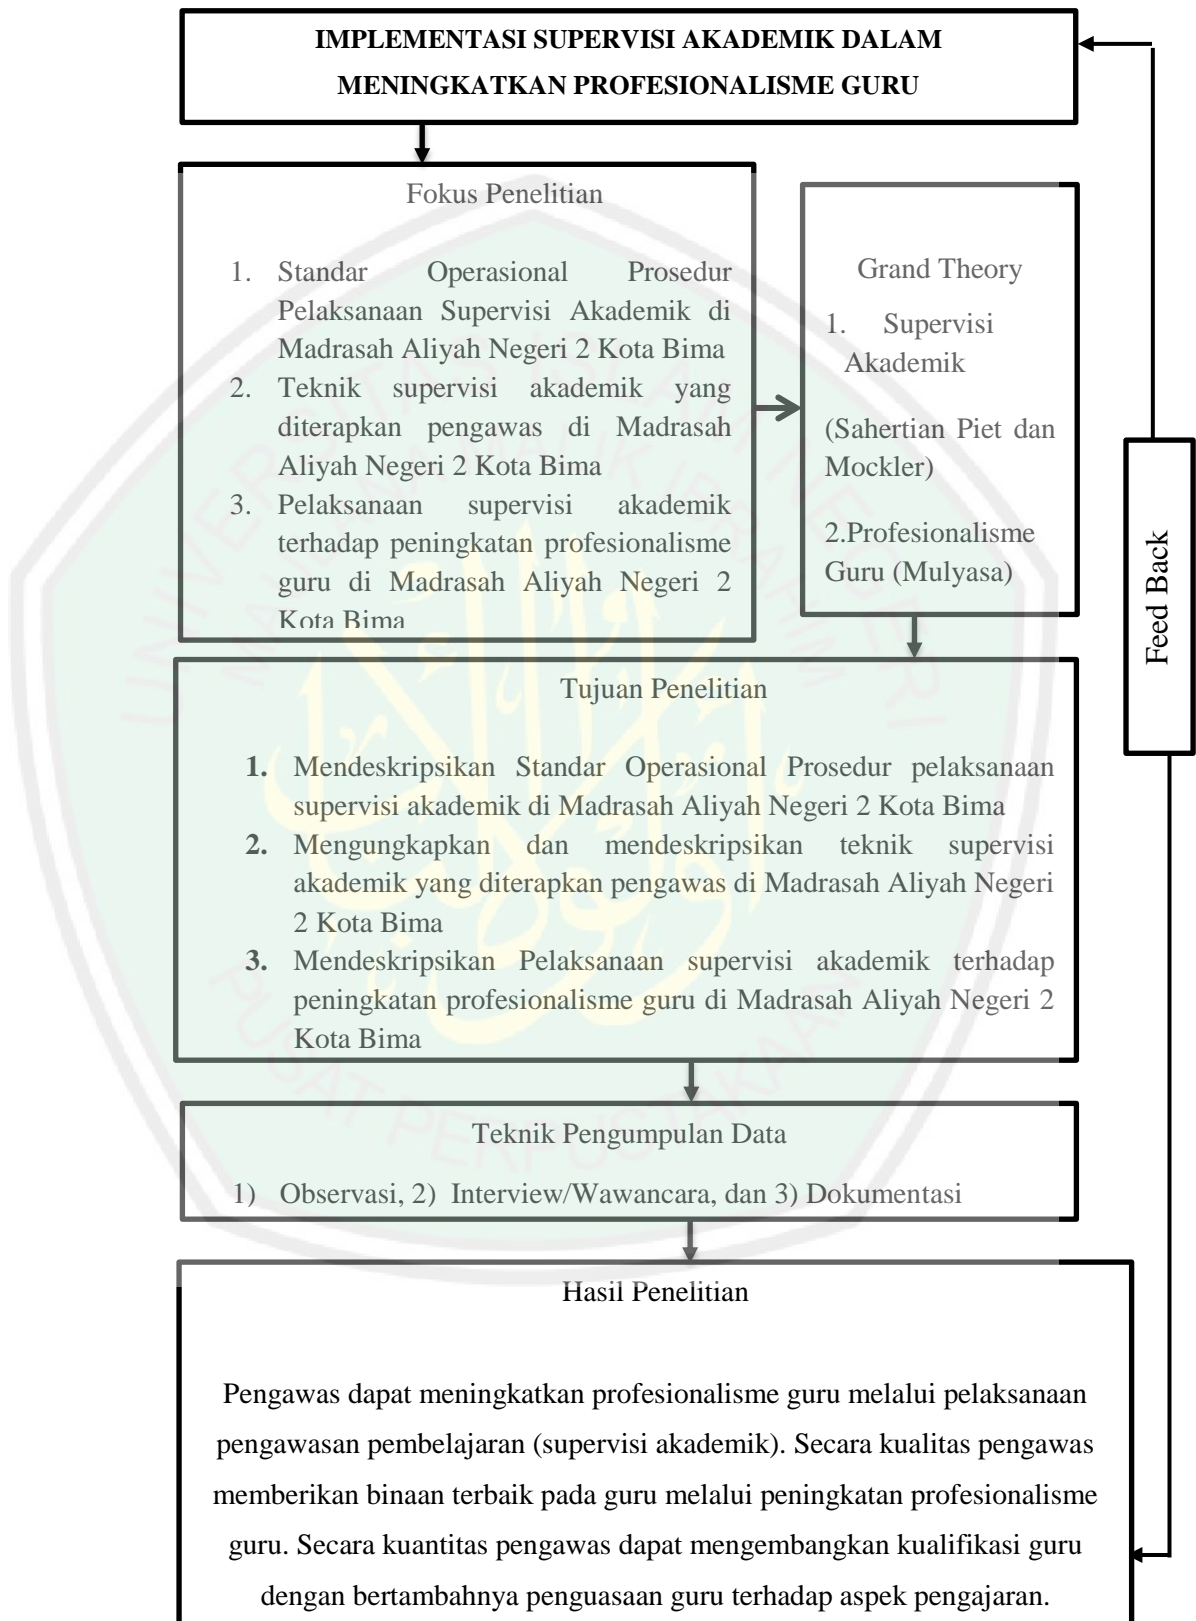 IMPLEMENTASI SUPERVISI AKADEMIK DALAM
MENINGKATKAN PROFESIONALISME GURU
Fokus Penelitian
1. Standar Operasional Prosedur
Pelaksanaan Supervisi Akademik di
Madrasah Aliyah Negeri 2 Kota Bima
2. Teknik supervisi akademik yang
diterapkan pengawas di Madrasah
Aliyah Negeri 2 Kota Bima
3. Pelaksanaan supervisi akademik
terhadap peningkatan profesionalisme
guru di Madrasah Aliyah Negeri 2
Kota Bima
Grand Theory
1. Supervisi
Akademik
(Sahertian Piet dan
Mockler)
2.Profesionalisme
Guru (Mulyasa)
Feed Back
Tujuan Penelitian
1. Mendeskripsikan Standar Operasional Prosedur pelaksanaan
supervisi akademik di Madrasah Aliyah Negeri 2 Kota Bima
2. Mengungkapkan dan mendeskripsikan teknik supervisi
akademik yang diterapkan pengawas di Madrasah Aliyah Negeri
2 Kota Bima
3. Mendeskripsikan Pelaksanaan supervisi akademik terhadap
peningkatan profesionalisme guru di Madrasah Aliyah Negeri 2
Kota Bima
Teknik Pengumpulan Data
1) Observasi, 2) Interview/Wawancara, dan 3) Dokumentasi
Hasil Penelitian
Pengawas dapat meningkatkan profesionalisme guru melalui pelaksanaan
pengawasan pembelajaran (supervisi akademik). Secara kualitas pengawas
memberikan binaan terbaik pada guru melalui peningkatan profesionalisme
guru. Secara kuantitas pengawas dapat mengembangkan kualifikasi guru
dengan bertambahnya penguasaan guru terhadap aspek pengajaran.
UNIVERSITAS ISLAM NEGERI
MAULANA MALIK IBRAHIM
PUSAT PERPUSTAKAAN